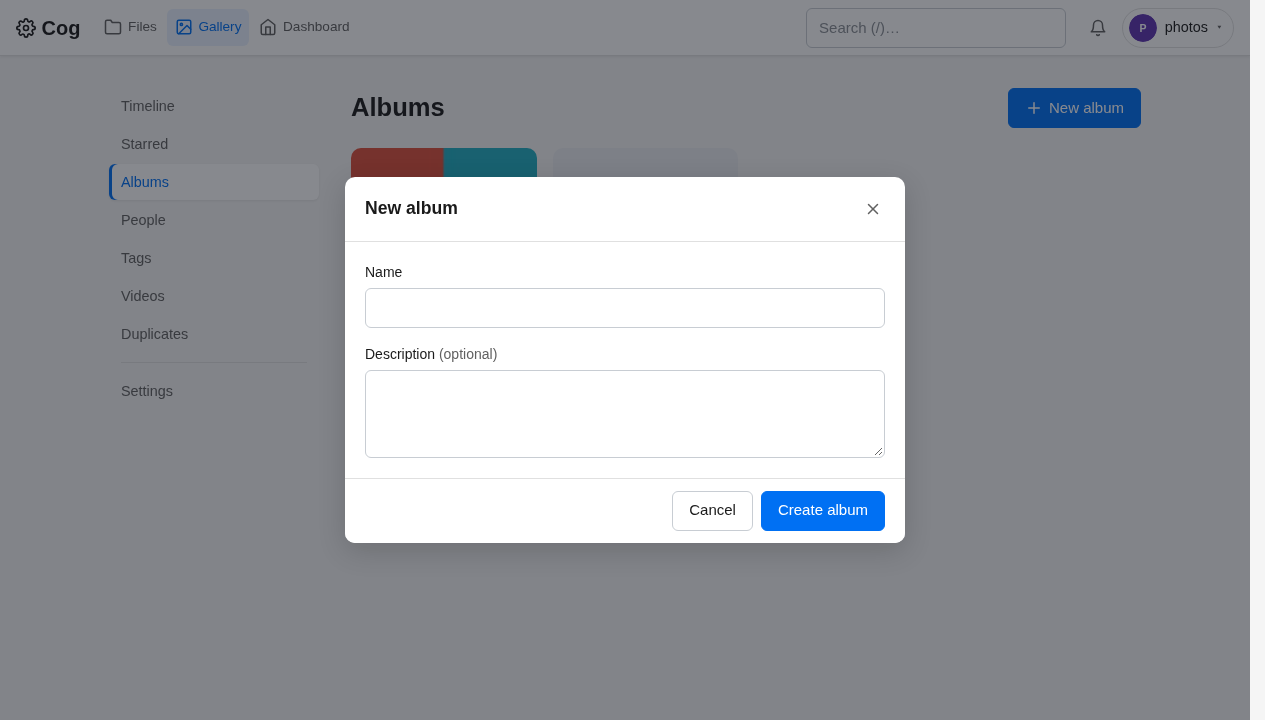 Cog
Files
Gallery
Dashboard
Search (/)…
P
photos
Timeline
Starred
Albums
People
Tags
Videos
Duplicates
Settings
Albums
New album
New album
Name
Description (optional)
Cancel
Create album